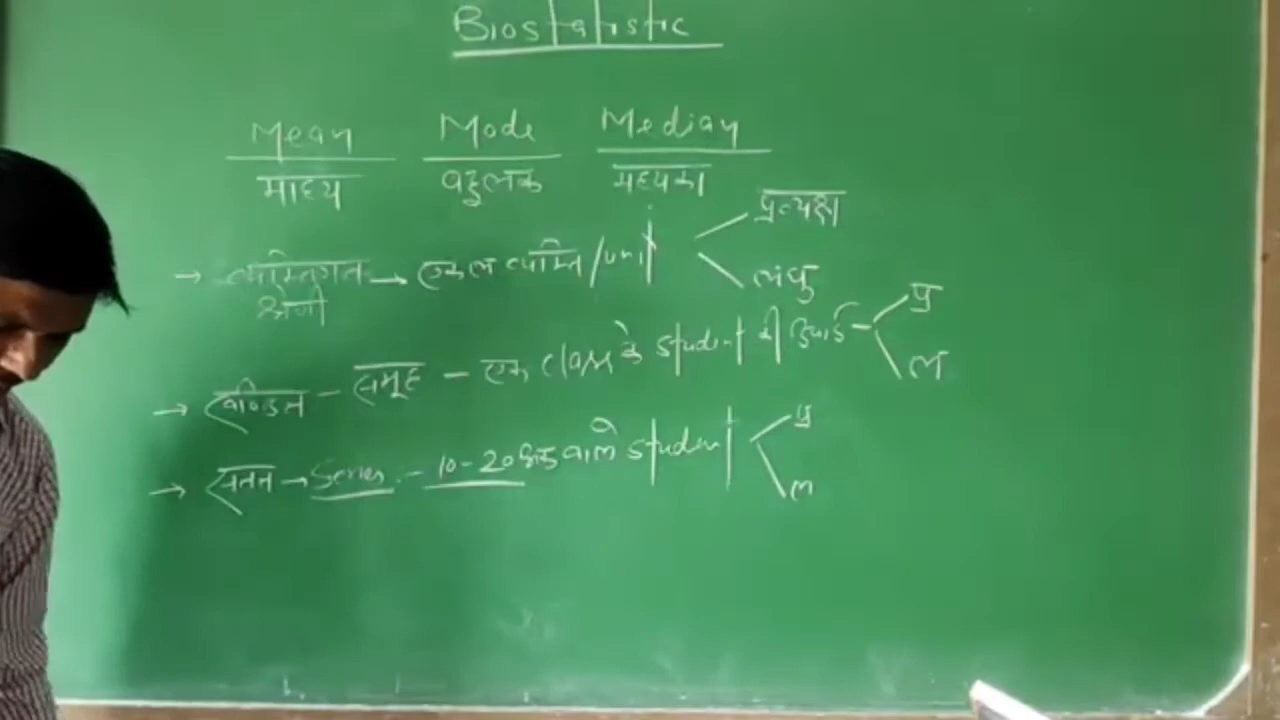 Biostatistic
Mean Mode Median
माध्य बहुलक मध्यका
प्रत्यक्ष
→ व्यक्तिगत → एकल व्यक्ति /unit
लघु
श्रेणी
प्र
→ खण्डित - समूह - एक class के student की
ल
प्र
→ सतत → Series - 10-20 अंक वाले student
ल